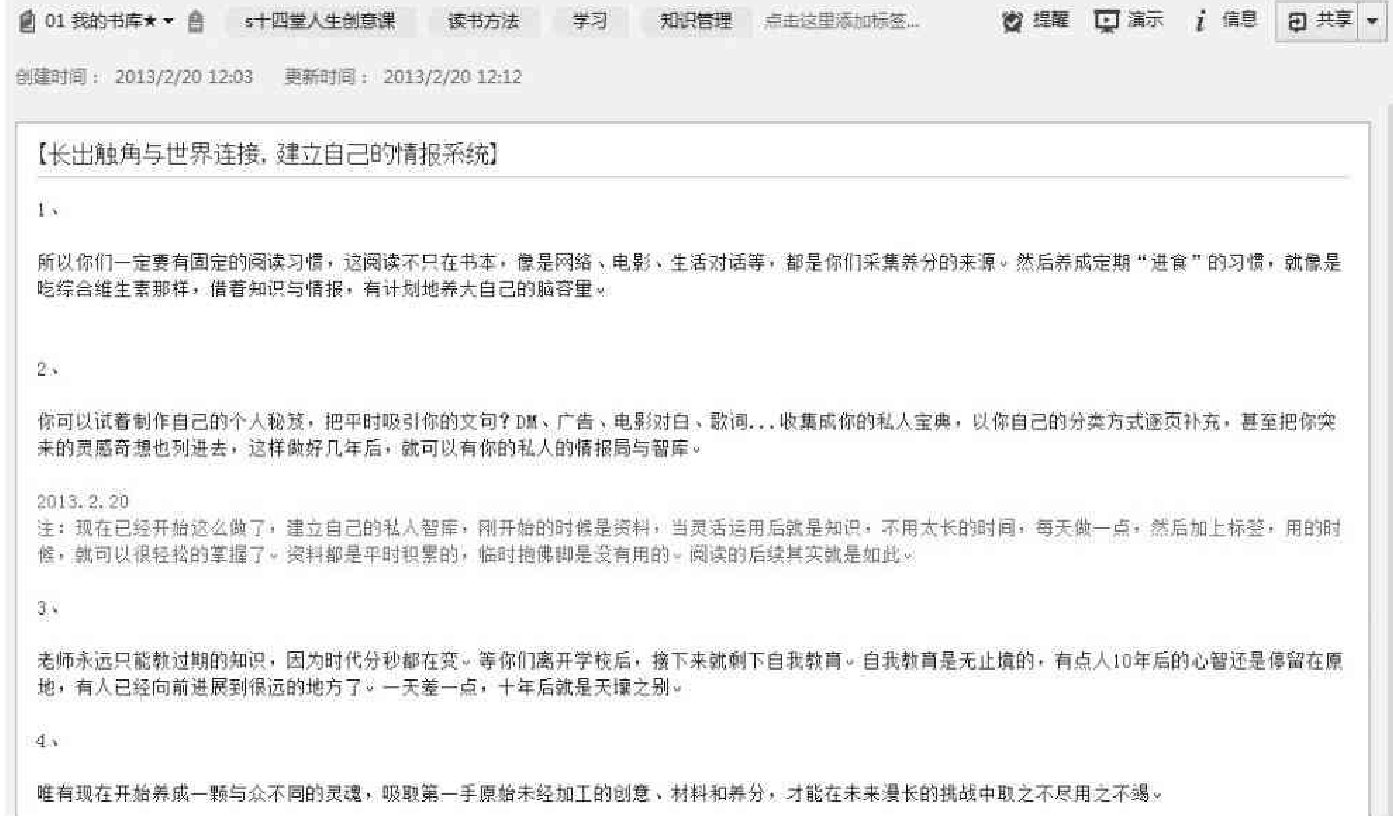 01 我的书库★ s十四堂人生创意课 读书方法 学习 知识管理 点击这里添加标签... 提醒 演示 信息 共享
创建时间： 2013/2/20 12:03 更新时间： 2013/2/20 12:12
【长出触角与世界连接, 建立自己的情报系统】
1、
所以你们一定要有固定的阅读习惯，这阅读不只在书本，像是网络、电影、生活对话等，都是你们采集养分的来源。然后养成定期“进食”的习惯，就像是
吃综合维生素那样，借着知识与情报，有计划地养大自己的脑容量。
2、
你可以试着制作自己的个人秘笈，把平时吸引你的文句?DM、广告、电影对白、歌词...收集成你的私人宝典，以你自己的分类方式逐页补充，甚至把你突
来的灵感奇想也列进去，这样做好几年后，就可以有你的私人的情报局与智库。
2013.2.20
注：现在已经开始这么做了，建立自己的私人智库，刚开始的时候是资料，当灵活运用后就是知识，不用太长的时间，每天做一点，然后加上标签，用的时
候，就可以很轻松的掌握了。资料都是平时积累的，临时抱佛脚是没有用的。阅读的后续其实就是如此。
3、
老师永远只能教过期的知识，因为时代分秒都在变。等你们离开学校后，接下来就剩下自我教育。自我教育是无止境的，有点人10年后的心智还是停留在原
地，有人已经向前进展到很远的地方了。一天差一点，十年后就是天壤之别。
4、
唯有现在开始养成一颗与众不同的灵魂，吸取第一手原始未经加工的创意、材料和养分，才能在未来漫长的挑战中取之不尽用之不竭。